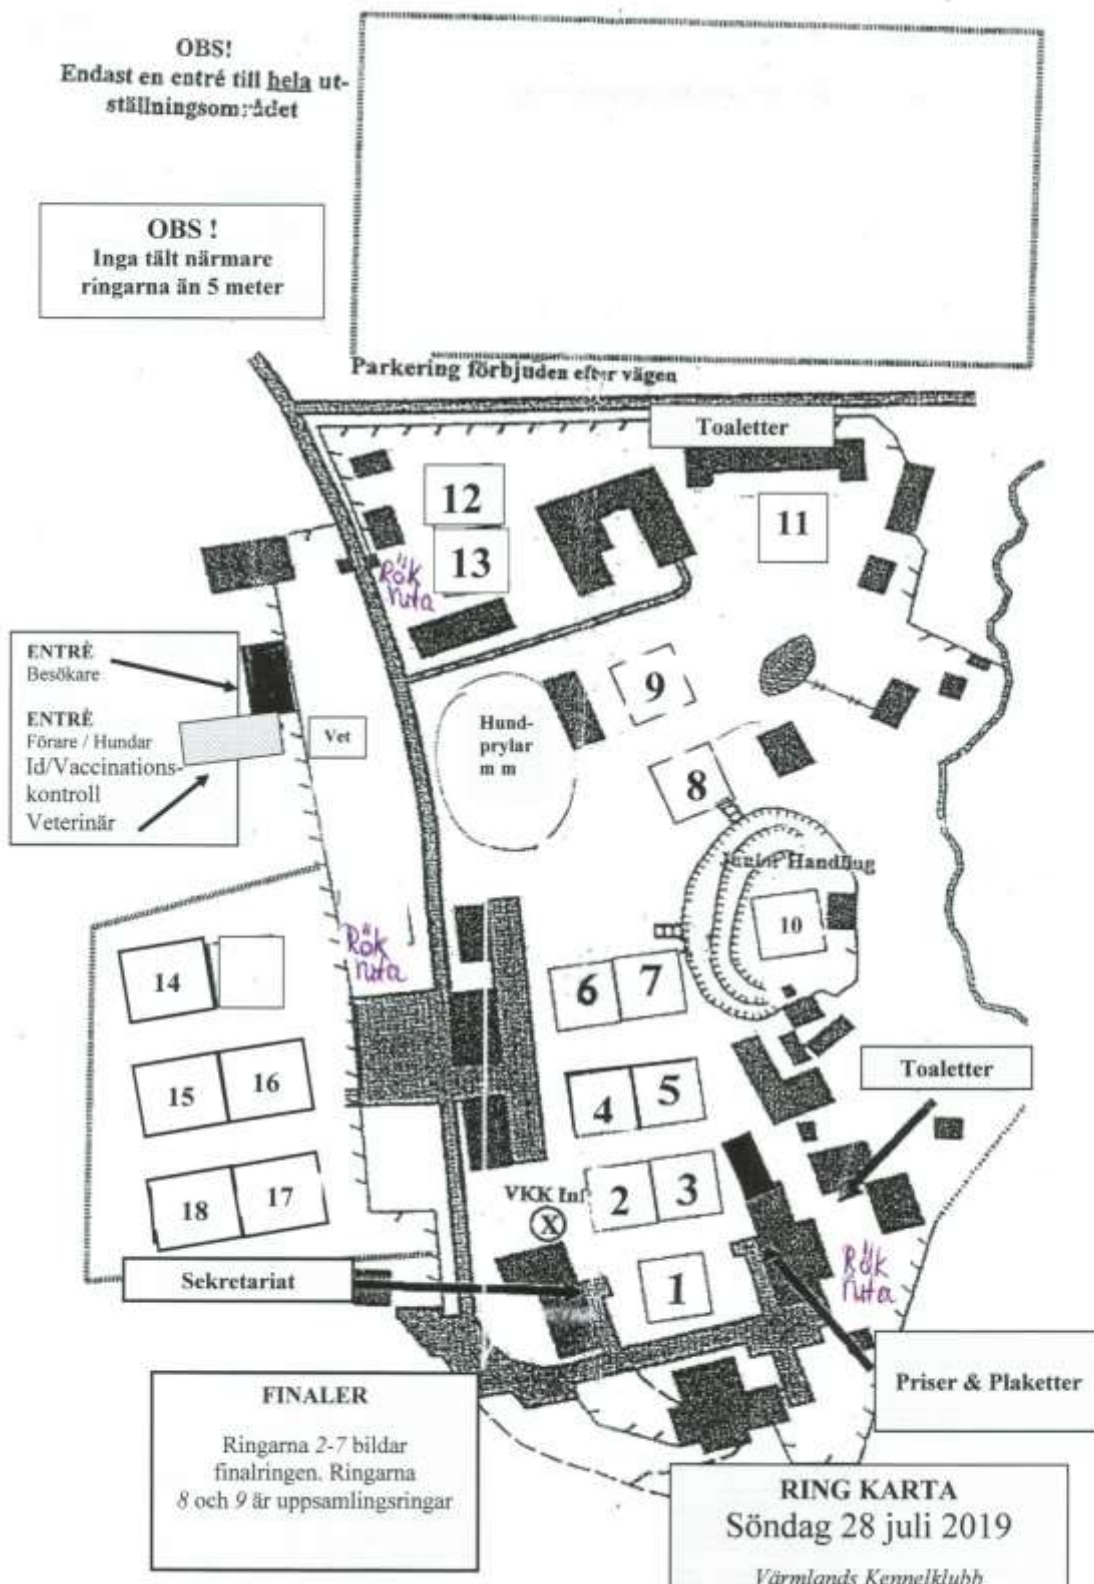 OBS!
Endast en entré till hela ut-
ställningsområdet
OBS !
Inga tält närmare
ringarna än 5 meter
Parkering förbjuden efter vägen
Toaletter
12
11
13
Rök
ruta
ENTRÉ
Besökare
9
ENTRÉ
Förare / Hundar
Id/Vaccinations-
kontroll
Veterinär
Vet
Hund-
prylar
m m
8
Junior Handling
10
Rök
ruta
14
6 7
Toaletter
15 16
4 5
18 17
VKK Inf
X
2 3
Rök
ruta
Sekretariat
1
Priser & Plaketter
FINALER
Ringarna 2-7 bildar
finalringen. Ringarna
8 och 9 är uppsamlingsringar
RING KARTA
Söndag 28 juli 2019
Värmlands Kennelklubb